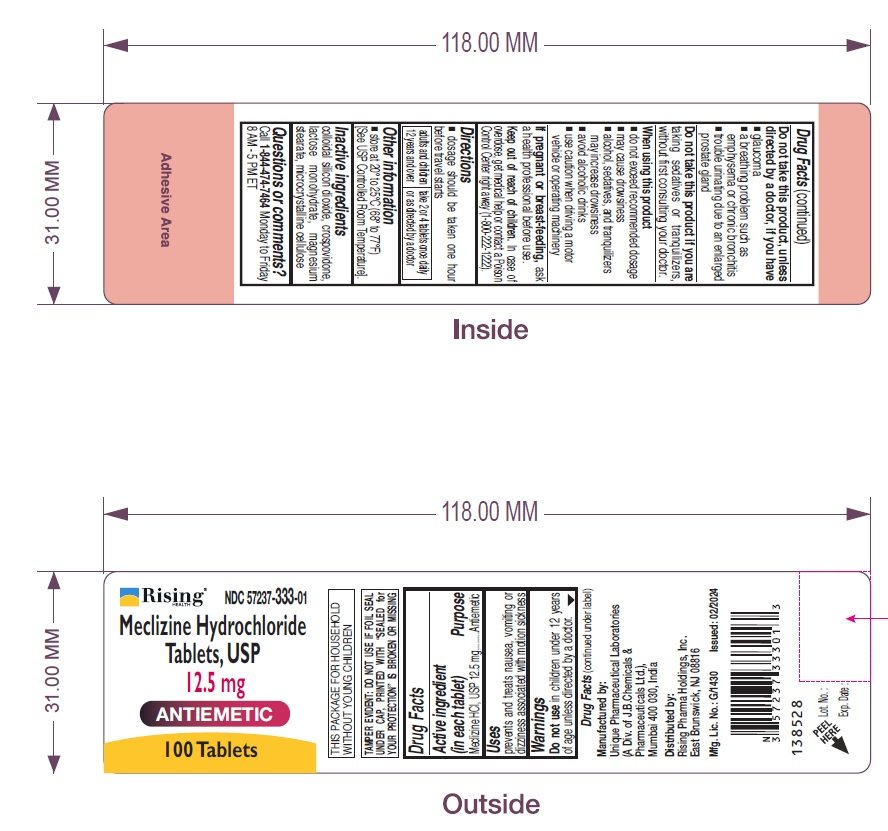 118.00 MM
31.00 MM
Adhesive Area
Drug Facts (continued)
Do not take this product, unless
directed by a doctor, if you have
▪ glaucoma
▪ a breathing problem such as
emphysema or chronic bronchitis
▪ trouble urinating due to an enlarged
prostate gland
Do not take this product if you are
taking sedatives or tranquilizers,
without first consulting your doctor.
When using this product
▪ do not exceed recommended dosage
▪ may cause drowsiness
▪ alcohol, sedatives, and tranquilizers
may increase drowsiness
▪ avoid alcoholic drinks
▪ use caution when driving a motor
vehicle or operating machinery
If pregnant or breast-feeding, ask
a health professional before use.
Keep out of reach of children. In case of
overdose, get medical help or contact a Poison
Control Center right away (1-800-222-1222).
Directions
▪ dosage should be taken one hour
before travel starts
adults and children take 2 or 4 tablets once daily
12 years and over or as directed by a doctor
Other information
▪ store at 20° to 25°C (68° to 77°F)
[See USP Controlled Room Temperature]
Inactive ingredients
colloidal silicon dioxide, crospovidone,
lactose monohydrate, magnesium
stearate, microcrystalline cellulose
Questions or comments?
Call 1-844-474-7464 Monday to Friday
8 AM - 5 PM ET
Inside
118.00 MM
31.00 MM
Rising®
HEALTH
NDC 57237-333-01
Meclizine Hydrochloride
Tablets, USP
12.5 mg
ANTIEMETIC
100 Tablets
THIS PACKAGE FOR HOUSEHOLD
WITHOUT YOUNG CHILDREN
TAMPER EVIDENT: DO NOT USE IF FOIL SEAL
UNDER CAP, PRINTED WITH "SEALED for
YOUR PROTECTION" IS BROKEN OR MISSING
Drug Facts
Active ingredient
(in each tablet) Purpose
Meclizine HCl, USP 12.5 mg ......Antiemetic
Uses
prevents and treats nausea, vomiting or
dizziness associated with motion sickness
Warnings
Do not use in children under 12 years
of age unless directed by a doctor.
Drug Facts (continued under label)
Manufactured by:
Unique Pharmaceutical Laboratories
(A Div. of J.B.Chemicals &
Pharmaceuticals Ltd.),
Mumbai 400 030, India
Distributed by:
Rising Pharma Holdings, Inc.
East Brunswick, NJ 08816
Mfg. Lic. No.: G/1430 Issued: 02/2024
N
3 57237 33301 3
138528
PEEL
HERE
Lot. No.:
Exp. Date:
Outside